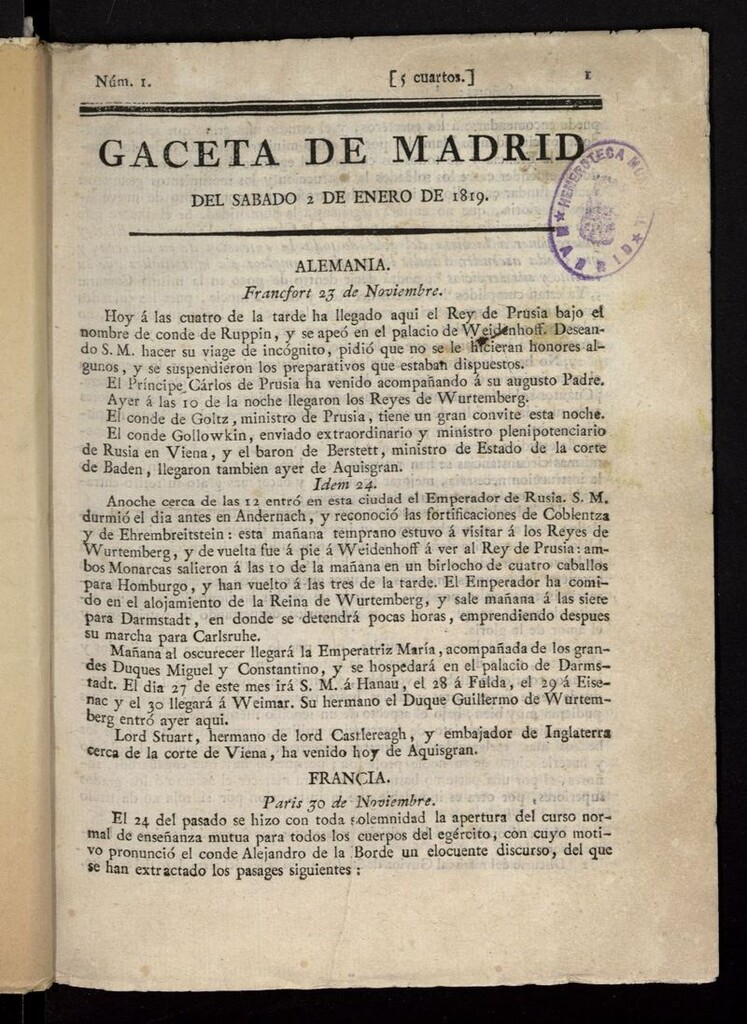 Núm. 1. [5 cuartos.] 1
GACETA DE MADRID
DEL SABADO 2 DE ENERO DE 1819.
HEMEROTECA MU
MADRID
ALEMANIA.
Francfort 23 de Noviembre.
Hoy á las cuatro de la tarde ha llegado aqui el Rey de Prusia bajo el
nombre de conde de Ruppin, y se apeó en el palacio de Weidenhoff. Desean-
do S. M. hacer su viage de incógnito, pidió que no se le hicieran honores al-
gunos, y se suspendieron los preparativos que estaban dispuestos.
El Príncipe Cárlos de Prusia ha venido acompañando á su augusto Padre.
Ayer á las 10 de la noche llegaron los Reyes de Wurtemberg.
El conde de Goltz, ministro de Prusia, tiene un gran convite esta noche.
El conde Gollowkin, enviado extraordinario y ministro plenipotenciario
de Rusia en Viena, y el baron de Berstett, ministro de Estado de la corte
de Baden, llegaron tambien ayer de Aquisgran.
Idem 24.
Anoche cerca de las 12 entró en esta ciudad el Emperador de Rusia. S. M.
durmió el dia antes en Andernach, y reconoció las fortificaciones de Coblentza
y de Ehrembreitstein: esta mañana temprano estuvo á visitar á los Reyes de
Wurtemberg, y de vuelta fue á pie á Weidenhoff á ver al Rey de Prusia: am-
bos Monarcas salieron á las 10 de la mañana en un birlocho de cuatro caballos
para Homburgo, y han vuelto á las tres de la tarde. El Emperador ha comi-
do en el alojamiento de la Reina de Wurtemberg, y sale mañana á las siete
para Darmstadt, en donde se detendrá pocas horas, emprendiendo despues
su marcha para Carlsruhe.
Mañana al oscurecer llegará la Emperatriz María, acompañada de los gran-
des Duques Miguel y Constantino, y se hospedará en el palacio de Darms-
tadt. El dia 27 de este mes irá S. M. á Hanau, el 28 á Fulda, el 29 á Eise-
nac y el 30 llegará á Weimar. Su hermano el Duque Guillermo de Wurtem-
berg entró ayer aqui.
Lord Stuart, hermano de lord Castlereagh, y embajador de Inglaterra
cerca de la corte de Viena, ha venido hoy de Aquisgran.
FRANCIA.
Paris 30 de Noviembre.
El 24 del pasado se hizo con toda solemnidad la apertura del curso nor-
mal de enseñanza mutua para todos los cuerpos del egército, con cuyo moti-
vo pronunció el conde Alejandro de la Borde un elocuente discurso, del que
se han extractado los pasages siguientes: